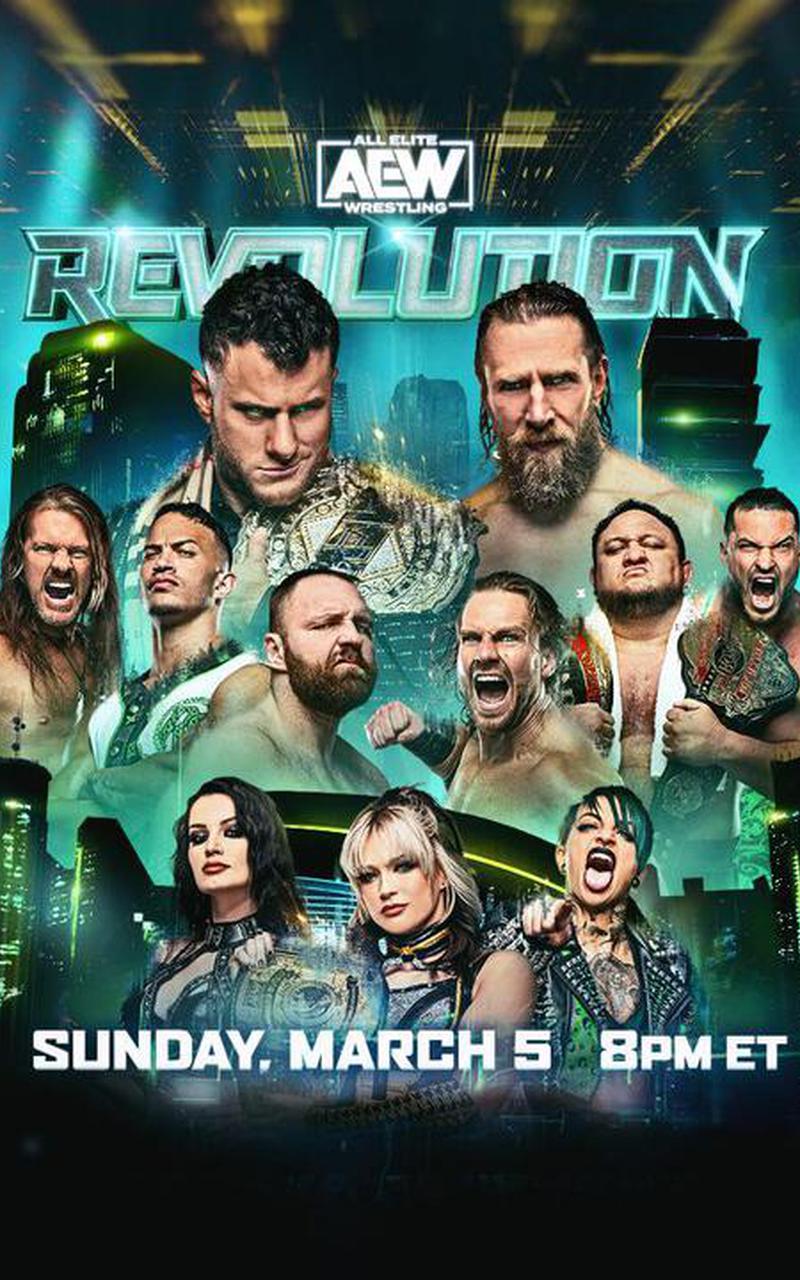 ALL ELITE
AEW
WRESTLING
REVOLUTION
SUNDAY, MARCH 5 8PM ET